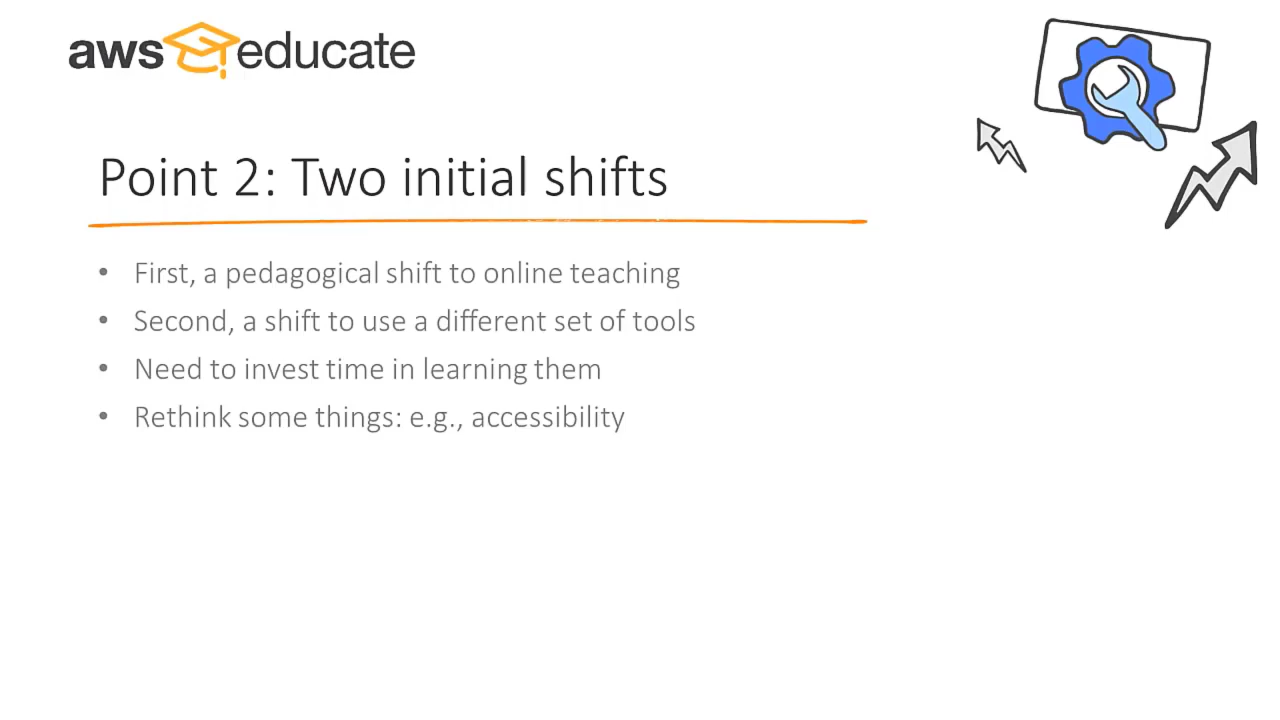 aws educate
Point 2: Two initial shifts
• First, a pedagogical shift to online teaching
• Second, a shift to use a different set of tools
• Need to invest time in learning them
• Rethink some things: e.g., accessibility